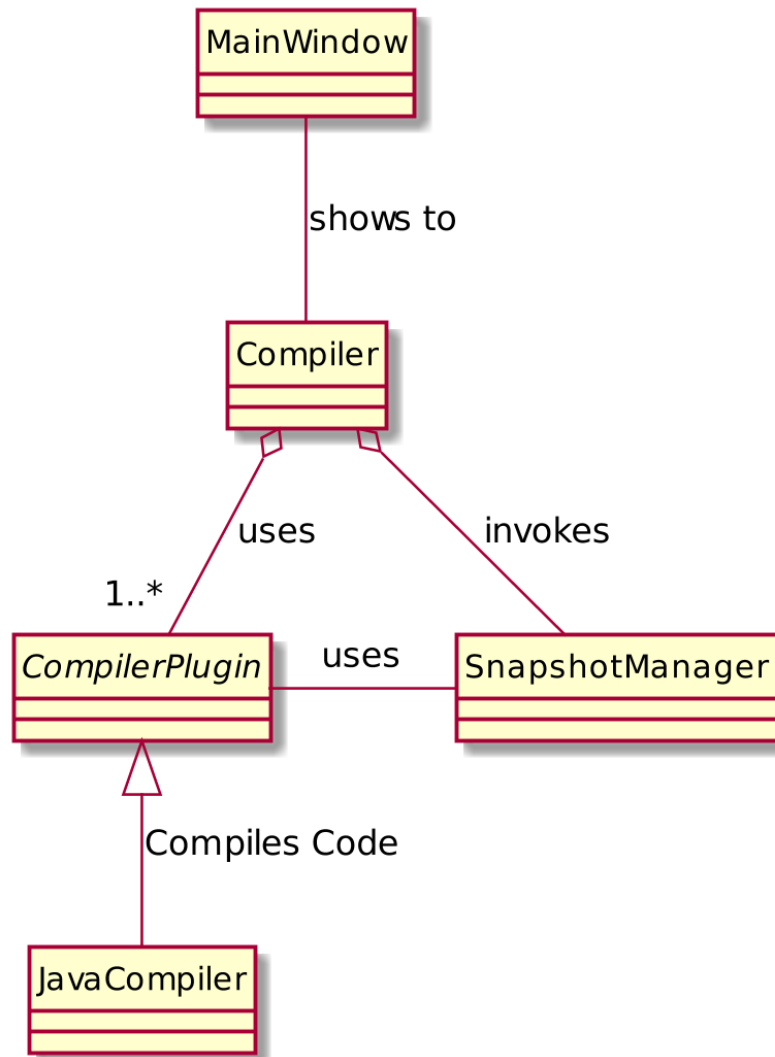 MainWindow
shows to
Compiler
uses
invokes
1..*
CompilerPlugin
uses
SnapshotManager
Compiles Code
JavaCompiler